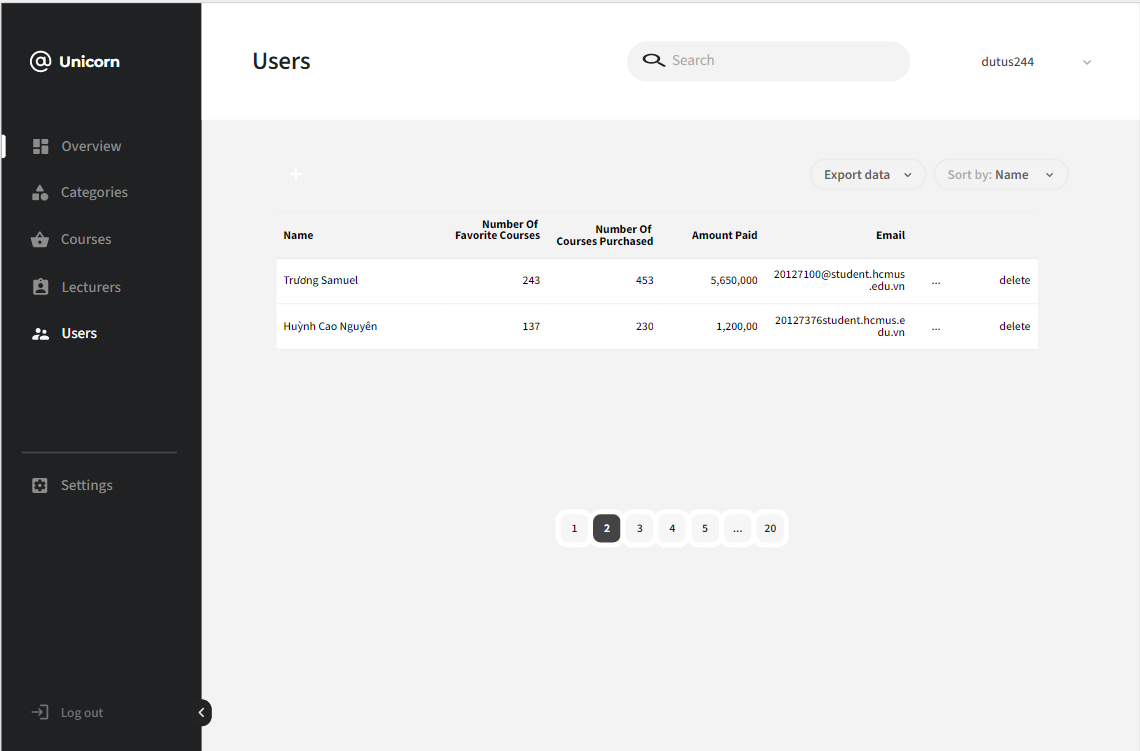 Unicorn
Users
Search
dutus244
Overview
Categories
Courses
Lecturers
Users
Settings
Log out
+
Export data
Sort by: Name
Name
Number Of
Favorite Courses
Number Of
Courses Purchased
Amount Paid
Email
Trương Samuel
243
453
5,650,000
20127100@student.hcmus
.edu.vn
...
delete
Huỳnh Cao Nguyên
137
230
1,200,00
20127376student.hcmus.e
du.vn
...
delete
1 2 3 4 5 ... 20